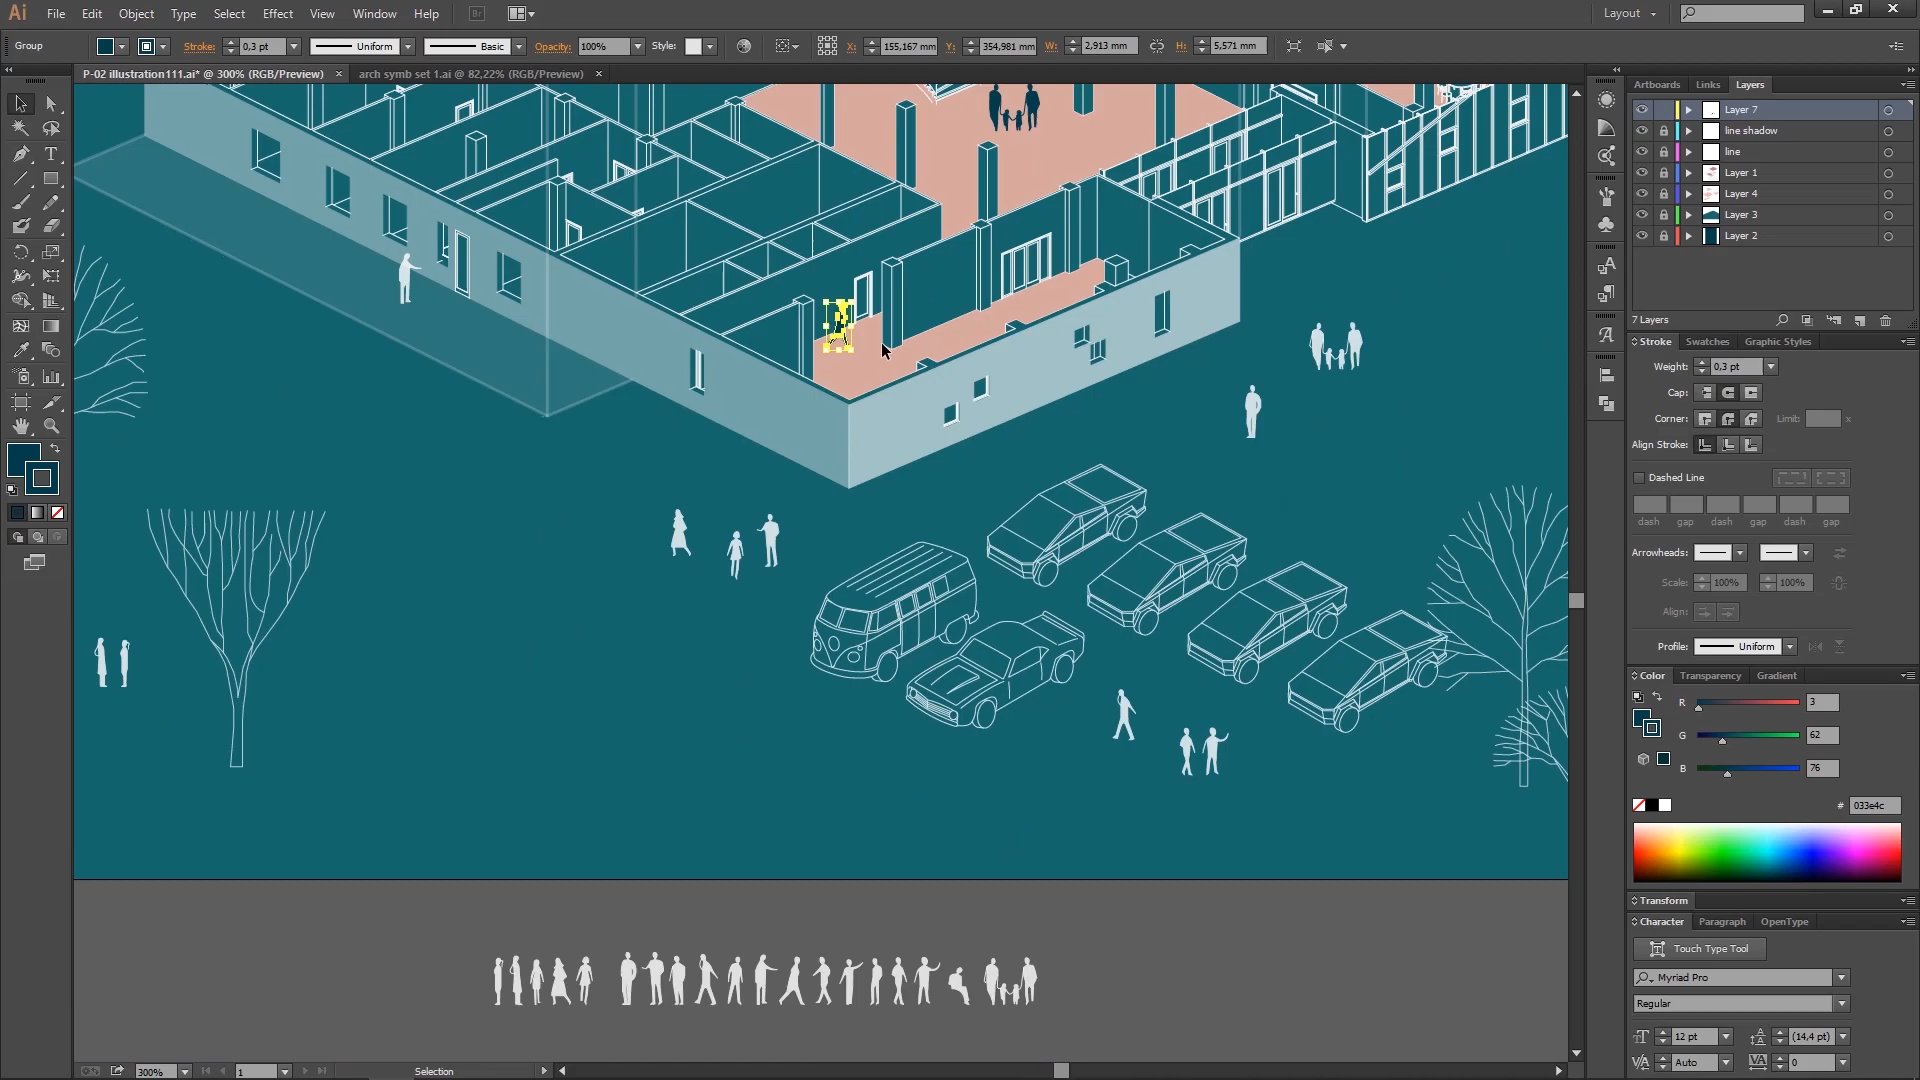 Ai File Edit Object Type Select Effect View Window Help Br Layout
Group Stroke: 0,3 pt Uniform Basic Opacity: 100% Style: X: 155,167 mm Y: 354,981 mm W: 2,913 mm H: 5,571 mm
P-02 illustration111.ai* @ 300% (RGB/Preview) × arch symb set 1.ai @ 82,22% (RGB/Preview) ×
Artboards Links Layers
Layer 7
line shadow
line
Layer 1
Layer 4
Layer 3
Layer 2
7 Layers
Stroke Swatches Graphic Styles
Weight: 0,3 pt
Cap:
Corner: Limit: x
Align Stroke:
Dashed Line
dash gap dash gap dash gap
Arrowheads:
Scale: 100% 100%
Align:
Profile: Uniform
Color Transparency Gradient
R 3
G 62
B 76
# 033e4c
Transform
Character Paragraph OpenType
Touch Type Tool
Myriad Pro
Regular
12 pt (14,4 pt)
Auto 0
300% 1 Selection